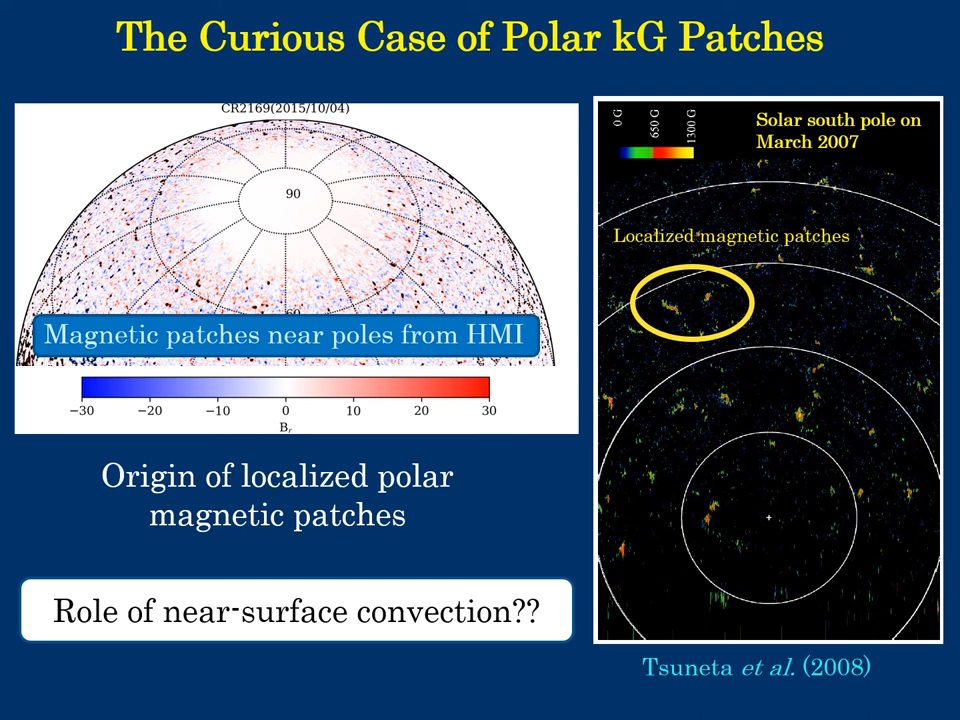 The Curious Case of Polar kG Patches
CR2169(2015/10/04)
90
60
Magnetic patches near poles from HMI
−30 −20 −10 0 10 20 30
B_r
Origin of localized polar
magnetic patches
Role of near-surface convection??
0 G
650 G
1300 G
Solar south pole on
March 2007
Localized magnetic patches
Tsuneta et al. (2008)